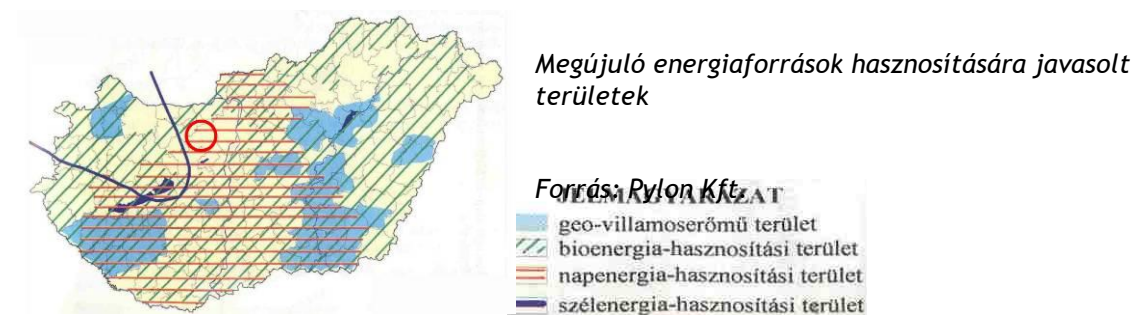 Megújuló energiaforrások hasznosítására javasolt
területek
Forrás: Pylon Kft.
JELMAGYARÁZAT
geo-villamoserőmű terület
bioenergia-hasznosítási terület
napenergia-hasznosítási terület
szélenergia-hasznosítási terület